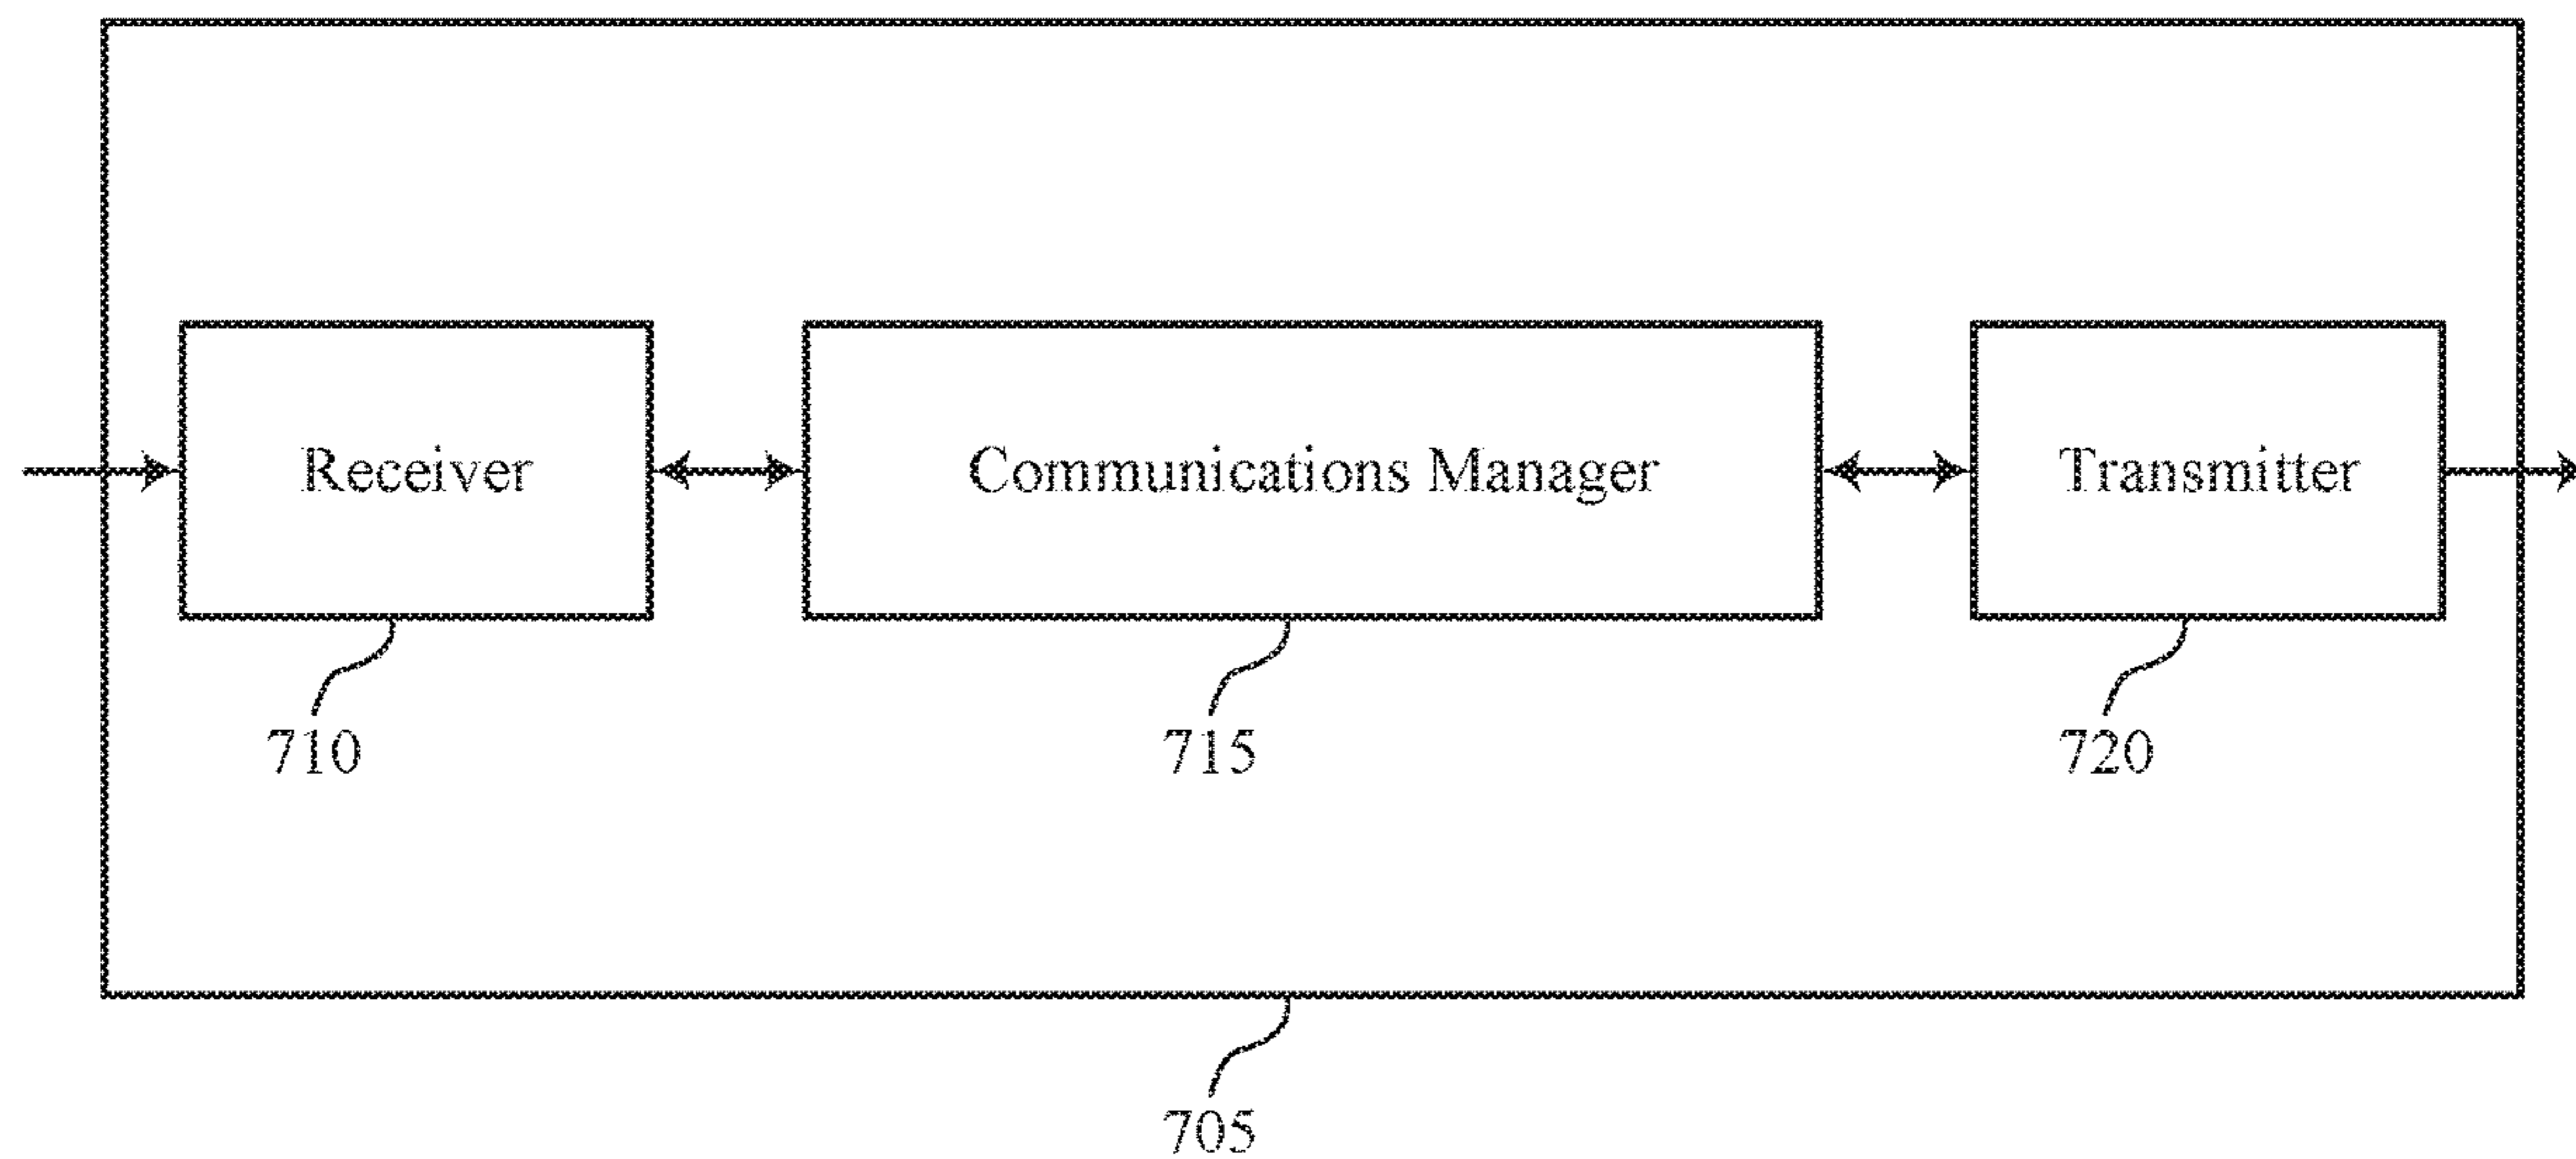 Receiver
Communications Manager
Transmitter
710
715
720
705